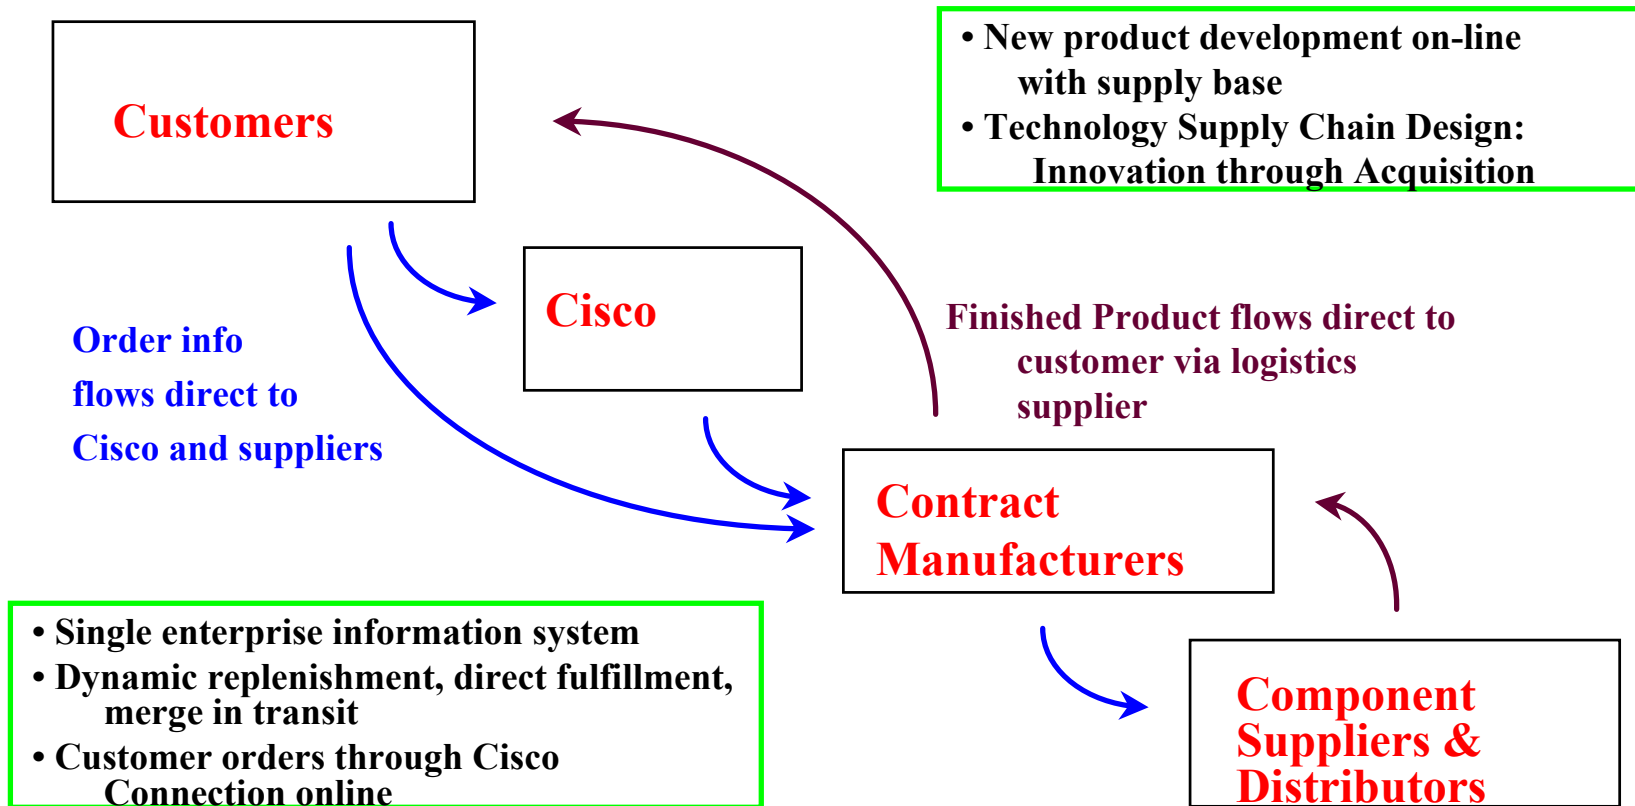 • New product development on-line
with supply base
• Technology Supply Chain Design:
Innovation through Acquisition
Customers
Cisco
Order info
flows direct to
Cisco and suppliers
Finished Product flows direct to
customer via logistics
supplier
Contract
Manufacturers
• Single enterprise information system
• Dynamic replenishment, direct fulfillment,
merge in transit
• Customer orders through Cisco
Connection online
Component
Suppliers &
Distributors